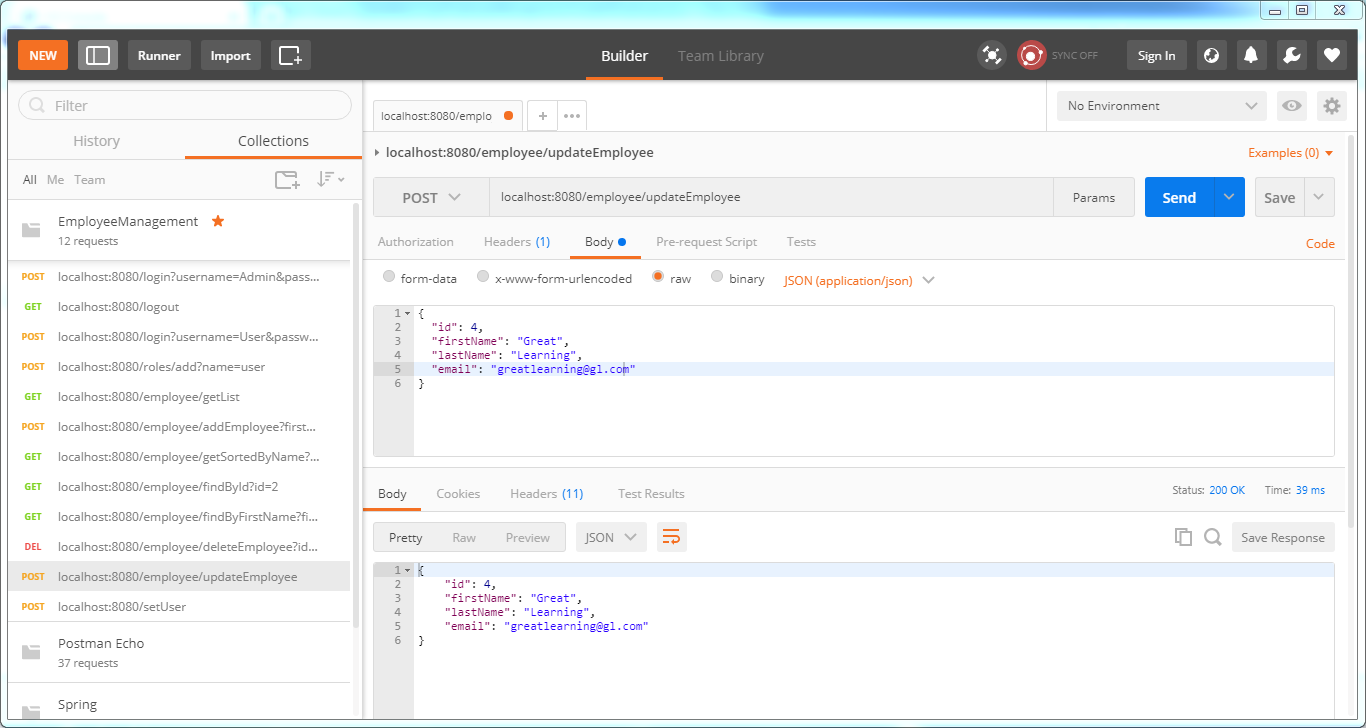 NEW Runner Import Builder Team Library SYNC OFF Sign In
Filter
History Collections
All Me Team
EmployeeManagement
12 requests
POST localhost:8080/login?username=Admin&pass...
GET localhost:8080/logout
POST localhost:8080/login?username=User&passw...
POST localhost:8080/roles/add?name=user
GET localhost:8080/employee/getList
POST localhost:8080/employee/addEmployee?first...
GET localhost:8080/employee/getSortedByName?...
GET localhost:8080/employee/findById?id=2
GET localhost:8080/employee/findByFirstName?fi...
DEL localhost:8080/employee/deleteEmployee?id...
POST localhost:8080/employee/updateEmployee
POST localhost:8080/setUser
Postman Echo
37 requests
Spring
localhost:8080/emplo + ••• No Environment
localhost:8080/employee/updateEmployee Examples (0)
POST localhost:8080/employee/updateEmployee Params Send Save
Authorization Headers (1) Body Pre-request Script Tests Code
form-data x-www-form-urlencoded raw binary JSON (application/json)
1 {
2 "id": 4,
3 "firstName": "Great",
4 "lastName": "Learning",
5 "email": "greatlearning@gl.com"
6 }
Body Cookies Headers (11) Test Results Status: 200 OK Time: 39 ms
Pretty Raw Preview JSON Save Response
1 {
2 "id": 4,
3 "firstName": "Great",
4 "lastName": "Learning",
5 "email": "greatlearning@gl.com"
6 }